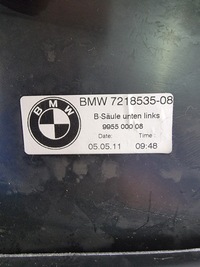 BMW
BMW 7218535-08
B-Säule unten links
9955 000 08
Date: Time
05.05.11 09:48